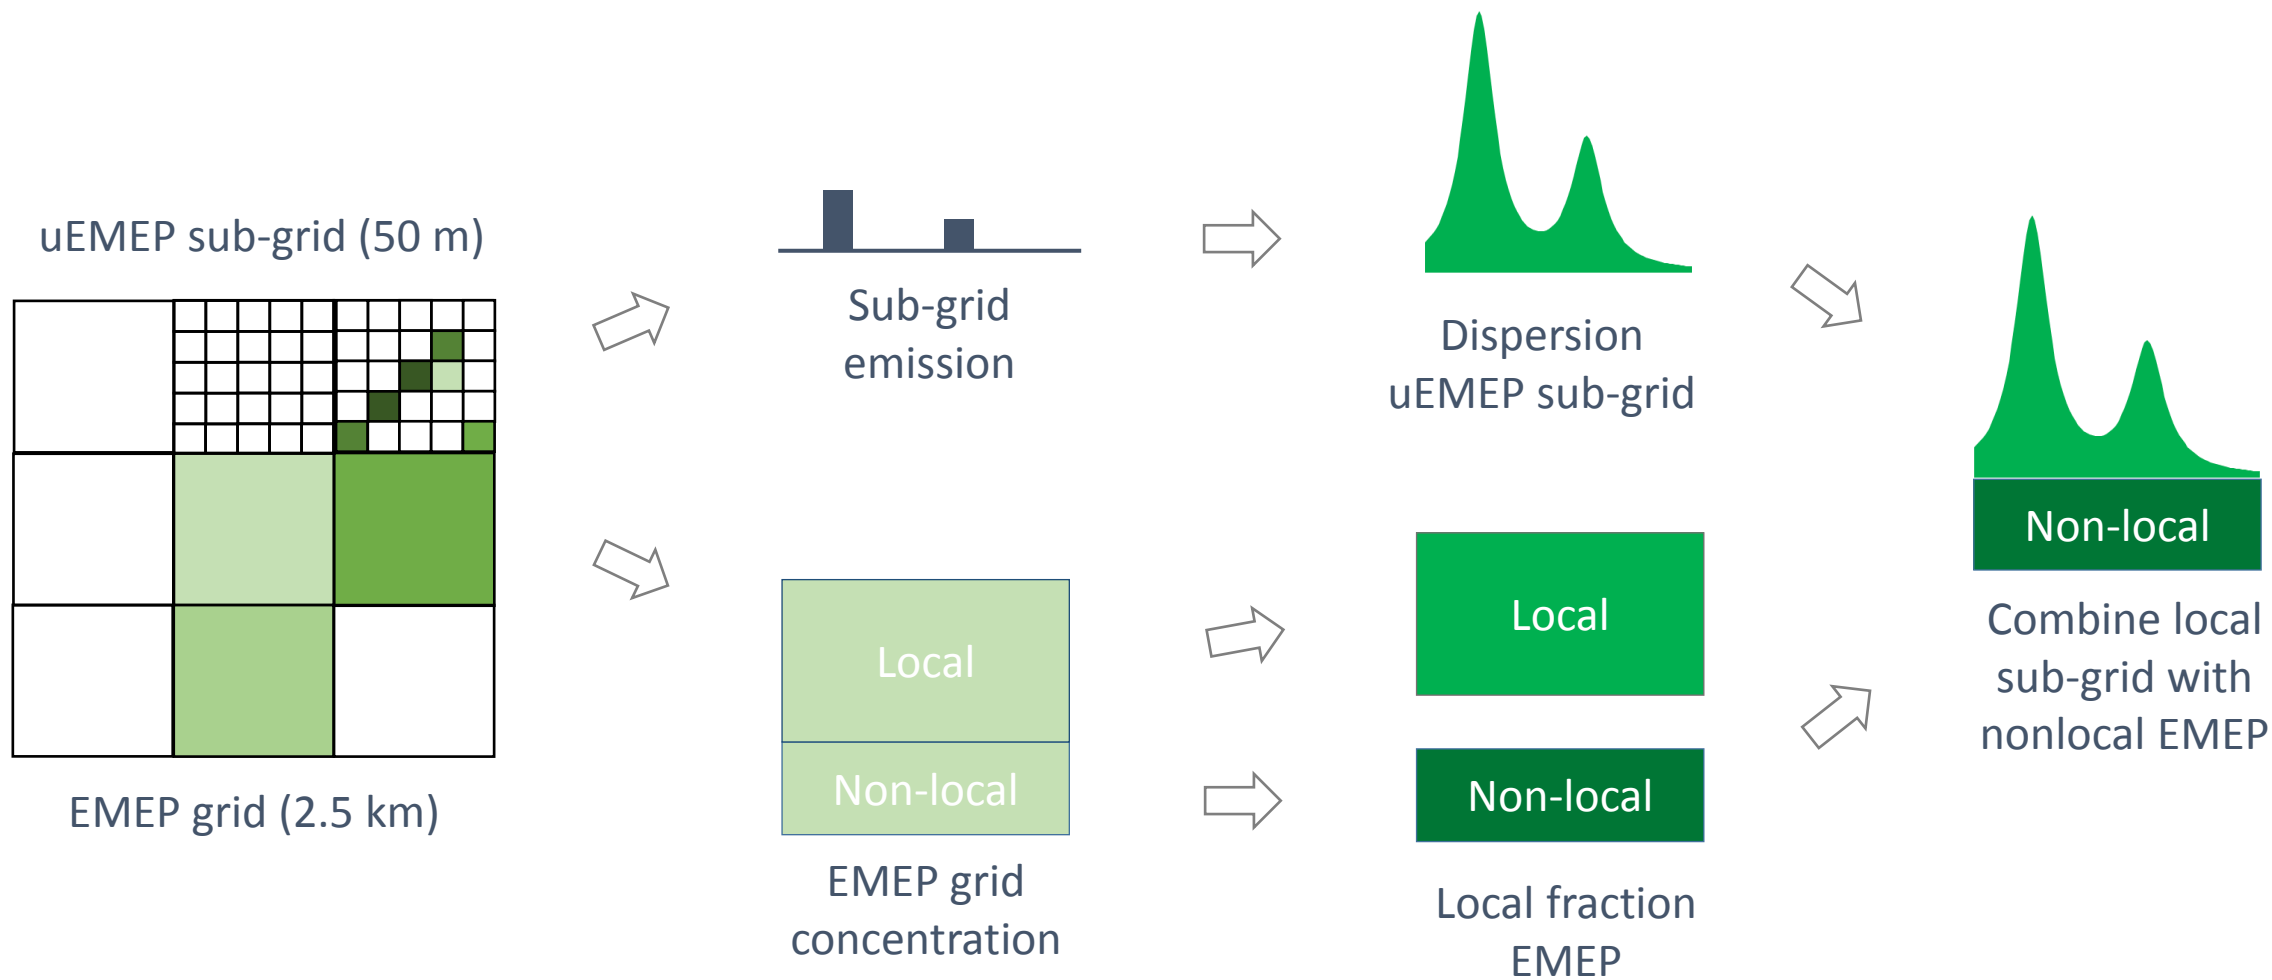 uEMEP sub-grid (50 m)
EMEP grid (2.5 km)
Sub-grid
emission
Local
Non-local
EMEP grid
concentration
Dispersion
uEMEP sub-grid
Local
Non-local
Local fraction
EMEP
Non-local
Combine local
sub-grid with
nonlocal EMEP